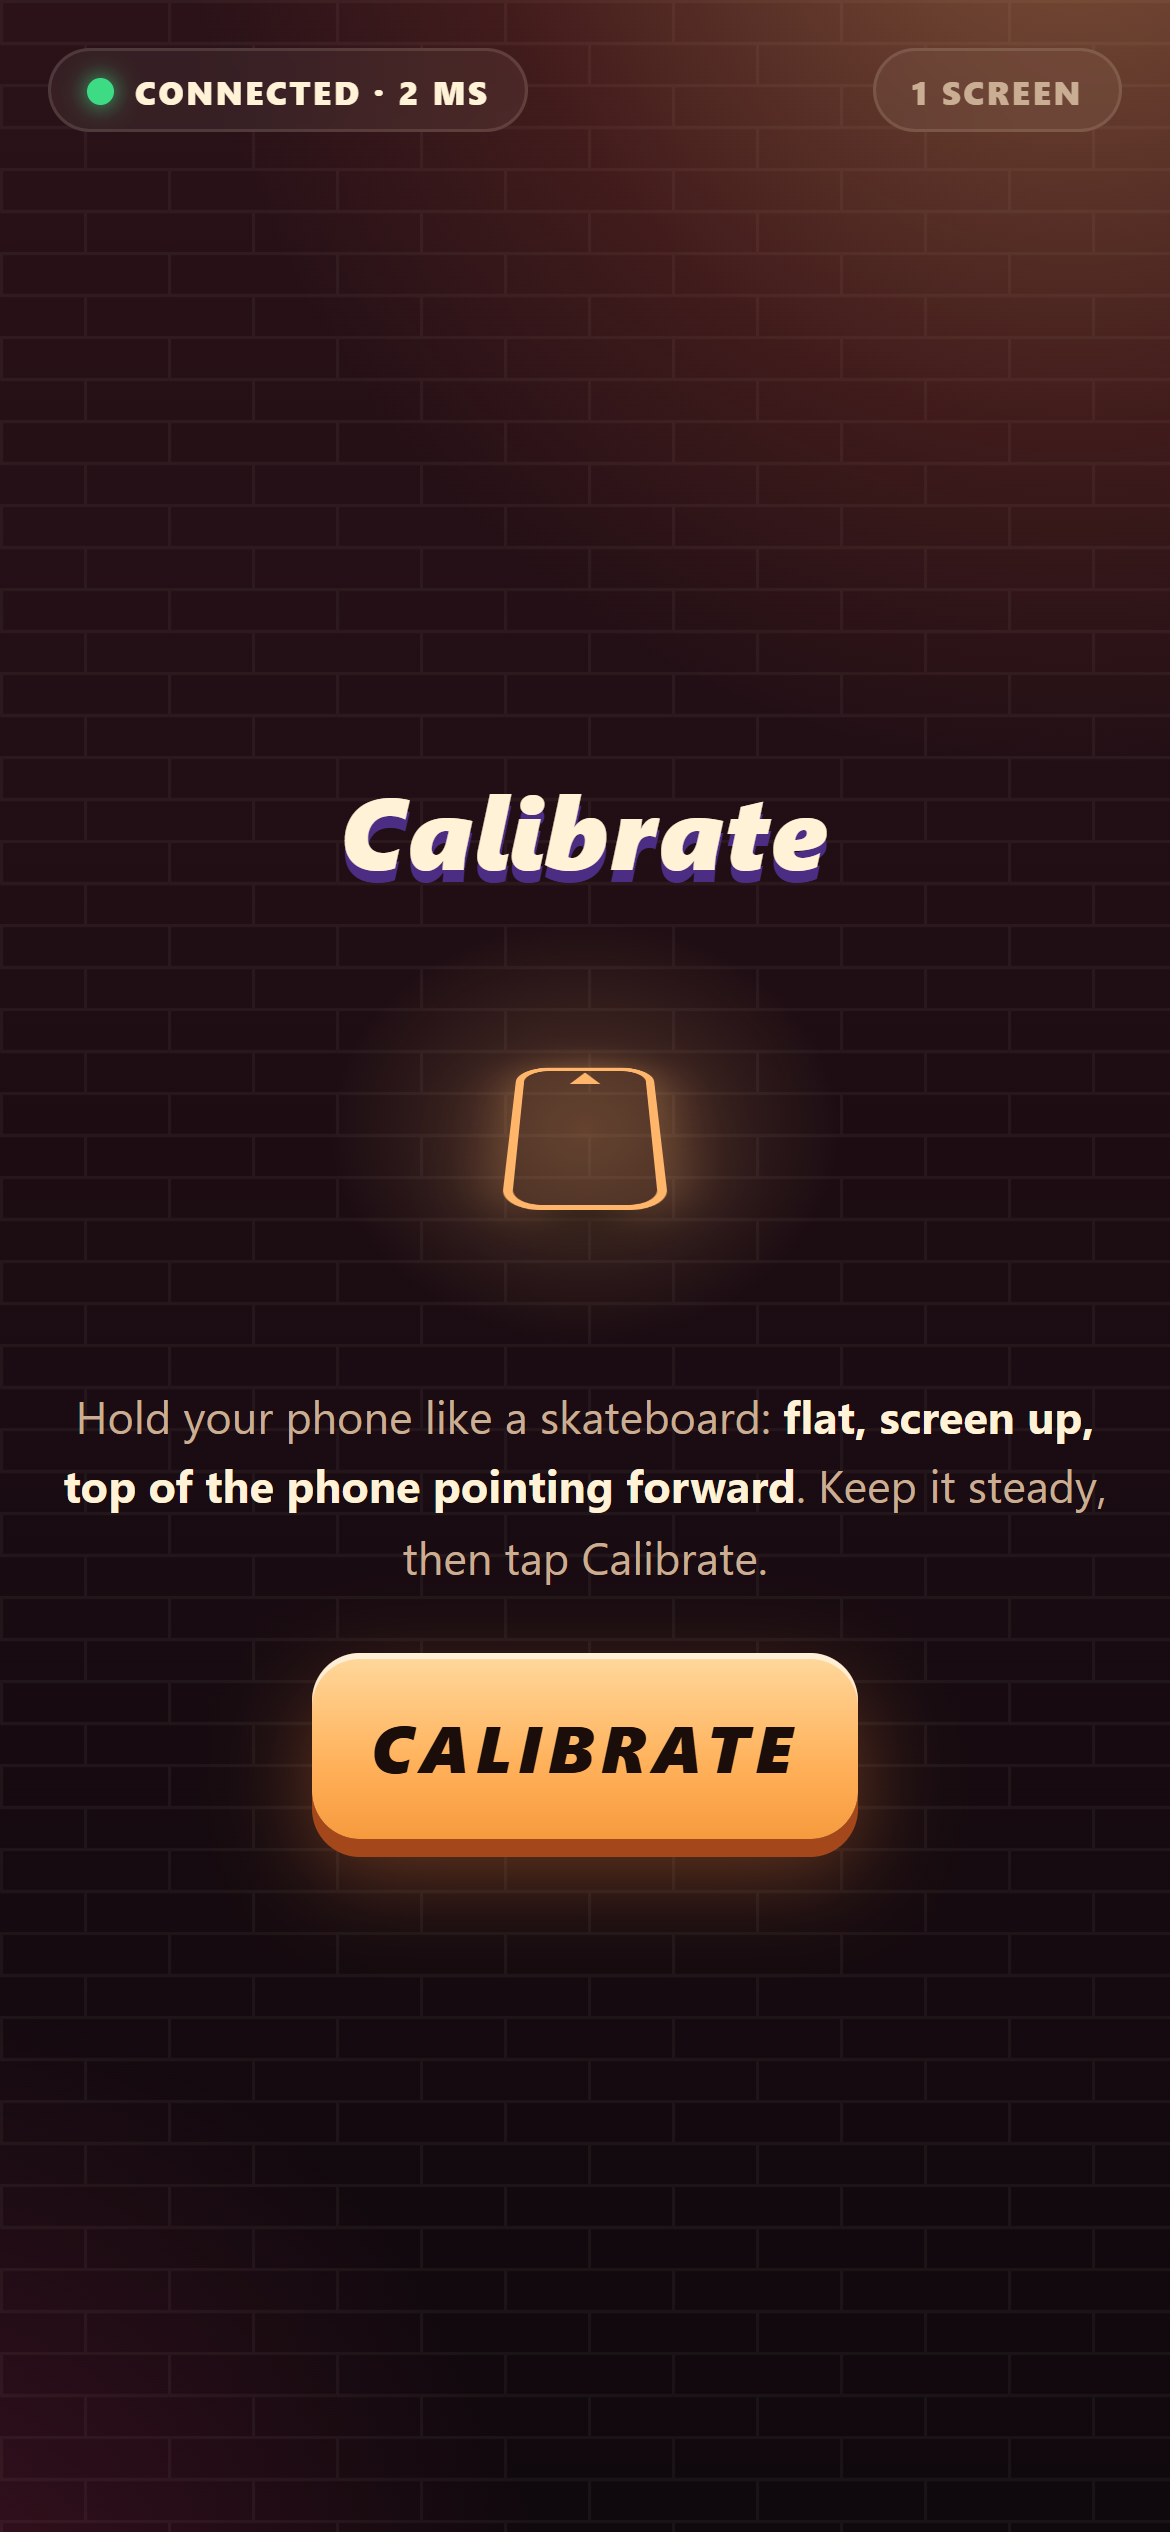 CONNECTED · 2 MS
1 SCREEN
Calibrate
Hold your phone like a skateboard: flat, screen up,
top of the phone pointing forward. Keep it steady,
then tap Calibrate.
CALIBRATE